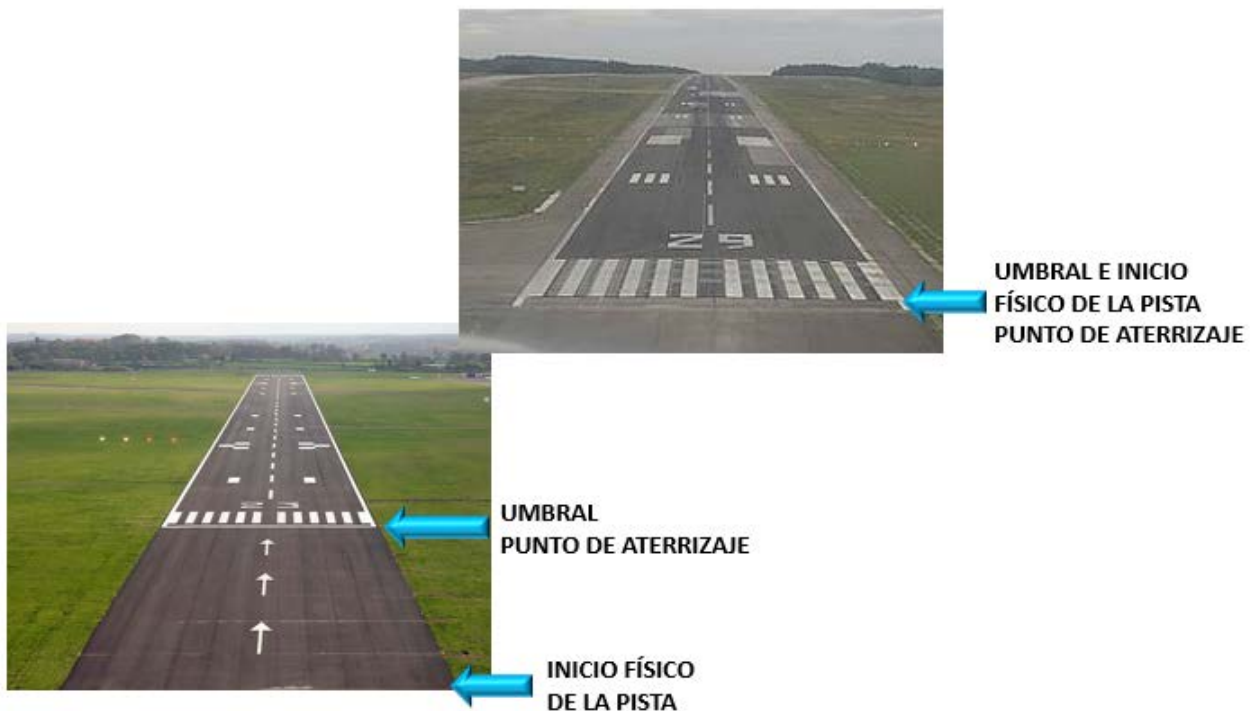 29
UMBRAL E INICIO
FÍSICO DE LA PISTA
PUNTO DE ATERRIZAJE
23
UMBRAL
PUNTO DE ATERRIZAJE
INICIO FÍSICO
DE LA PISTA